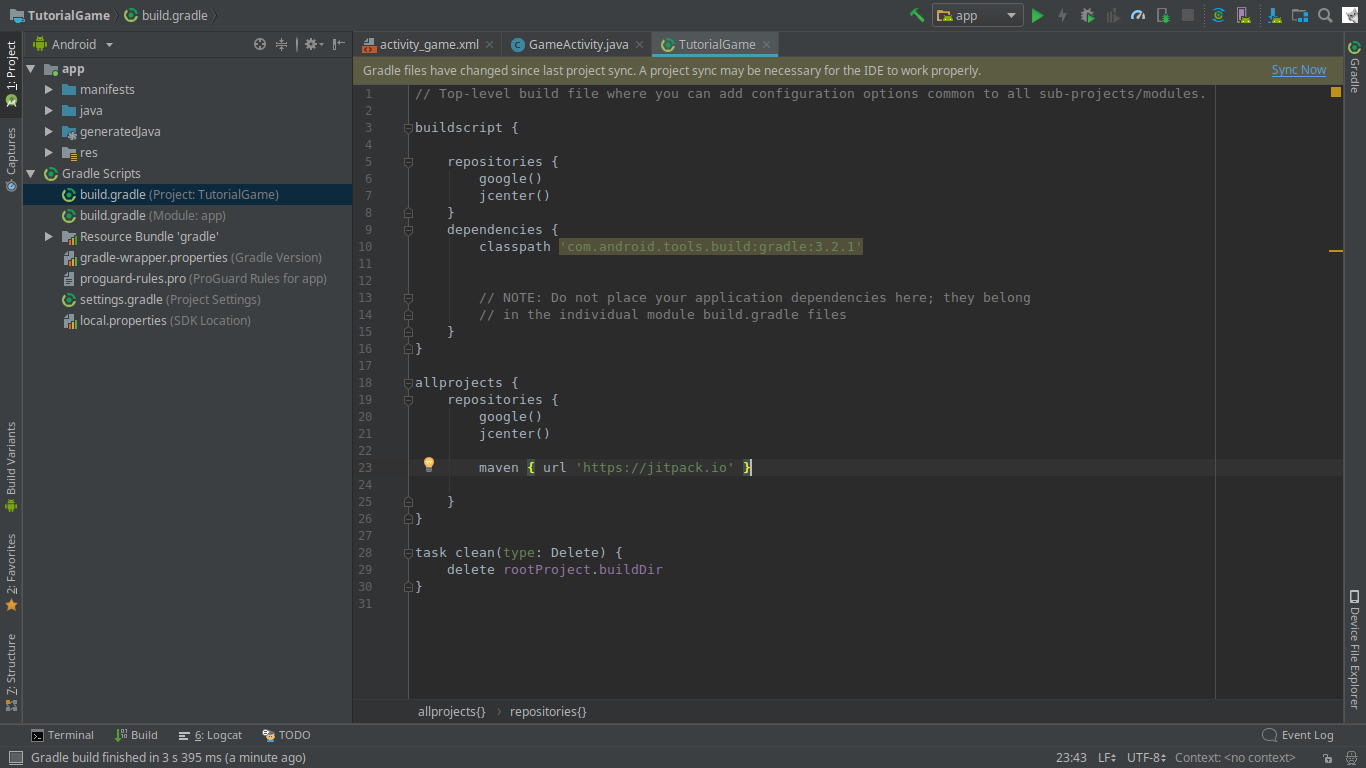 TutorialGame build.gradle
app
Android
activity_game.xml GameActivity.java TutorialGame
1: Project
Captures
Build Variants
2: Favorites
7: Structure
app
manifests
java
generatedJava
res
Gradle Scripts
build.gradle (Project: TutorialGame)
build.gradle (Module: app)
Resource Bundle 'gradle'
gradle-wrapper.properties (Gradle Version)
proguard-rules.pro (ProGuard Rules for app)
settings.gradle (Project Settings)
local.properties (SDK Location)
Gradle files have changed since last project sync. A project sync may be necessary for the IDE to work properly. Sync Now
1 // Top-level build file where you can add configuration options common to all sub-projects/modules.
2
3 buildscript {
4
5 repositories {
6 google()
7 jcenter()
8 }
9 dependencies {
10 classpath 'com.android.tools.build:gradle:3.2.1'
11
12
13 // NOTE: Do not place your application dependencies here; they belong
14 // in the individual module build.gradle files
15 }
16 }
17
18 allprojects {
19 repositories {
20 google()
21 jcenter()
22
23 maven { url 'https://jitpack.io' }
24
25 }
26 }
27
28 task clean(type: Delete) {
29 delete rootProject.buildDir
30 }
31
allprojects{} repositories{}
Gradle
Device File Explorer
Terminal Build 6: Logcat TODO Event Log
Gradle build finished in 3 s 395 ms (a minute ago) 23:43 LF UTF-8 Context: <no context>